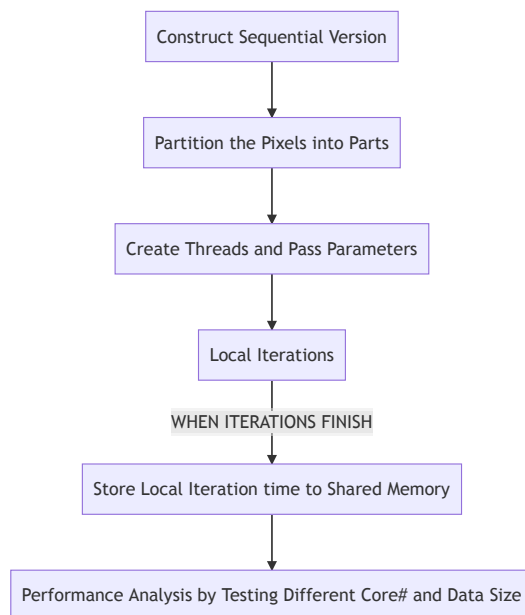 Construct Sequential Version
Partition the Pixels into Parts
Create Threads and Pass Parameters
Local Iterations
WHEN ITERATIONS FINISH
Store Local Iteration time to Shared Memory
Performance Analysis by Testing Different Core# and Data Size